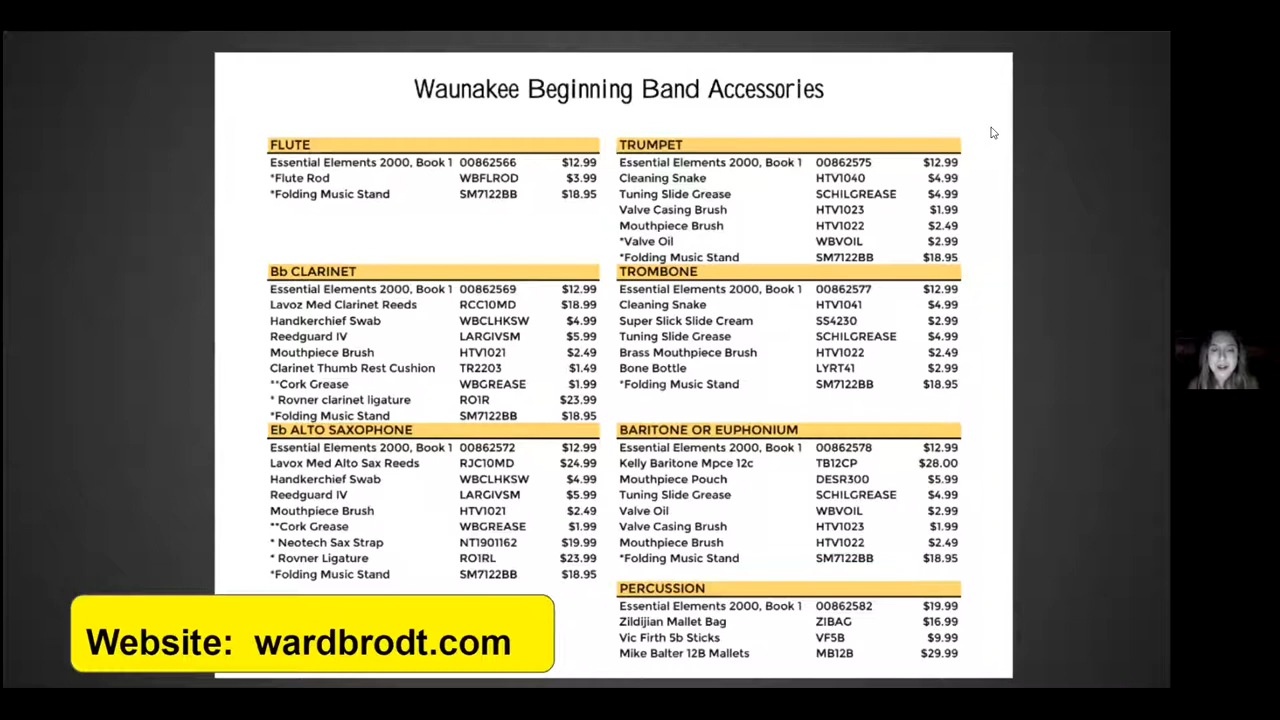 Waunakee Beginning Band Accessories
FLUTE
Essential Elements 2000, Book 1 00862566 $12.99
*Flute Rod WBFLROD $3.99
*Folding Music Stand SM7122BB $18.95
Bb CLARINET
Essential Elements 2000, Book 1 00862569 $12.99
Lavoz Med Clarinet Reeds RCC10MD $18.99
Handkerchief Swab WBCLHKSW $4.99
Reedguard IV LARGIVSM $5.99
Mouthpiece Brush HTV1021 $2.49
Clarinet Thumb Rest Cushion TR2203 $1.49
**Cork Grease WBGREASE $1.99
* Rovner clarinet ligature RO1R $23.99
*Folding Music Stand SM7122BB $18.95
Eb ALTO SAXOPHONE
Essential Elements 2000, Book 1 00862572 $12.99
Lavox Med Alto Sax Reeds RJC10MD $24.99
Handkerchief Swab WBCLHKSW $4.99
Reedguard IV LARGIVSM $5.99
Mouthpiece Brush HTV1021 $2.49
**Cork Grease WBGREASE $1.99
* Neotech Sax Strap NT1901162 $19.99
* Rovner Ligature RO1RL $23.99
*Folding Music Stand SM7122BB $18.95
TRUMPET
Essential Elements 2000, Book 1 00862575 $12.99
Cleaning Snake HTV1040 $4.99
Tuning Slide Grease SCHILGREASE $4.99
Valve Casing Brush HTV1023 $1.99
Mouthpiece Brush HTV1022 $2.49
*Valve Oil WBVOIL $2.99
*Folding Music Stand SM7122BB $18.95
TROMBONE
Essential Elements 2000, Book 1 00862577 $12.99
Cleaning Snake HTV1041 $4.99
Super Slick Slide Cream SS4230 $2.99
Tuning Slide Grease SCHILGREASE $4.99
Brass Mouthpiece Brush HTV1022 $2.49
Bone Bottle LYRT41 $2.99
*Folding Music Stand SM7122BB $18.95
BARITONE OR EUPHONIUM
Essential Elements 2000, Book 1 00862578 $12.99
Kelly Baritone Mpce 12c TB12CP $28.00
Mouthpiece Pouch DESR300 $5.99
Tuning Slide Grease SCHILGREASE $4.99
Valve Oil WBVOIL $2.99
Valve Casing Brush HTV1023 $1.99
Mouthpiece Brush HTV1022 $2.49
*Folding Music Stand SM7122BB $18.95
PERCUSSION
Essential Elements 2000, Book 1 00862582 $19.99
Zildijian Mallet Bag ZIBAG $16.99
Vic Firth 5b Sticks VF5B $9.99
Mike Balter 12B Mallets MB12B $29.99
Website: wardbrodt.com